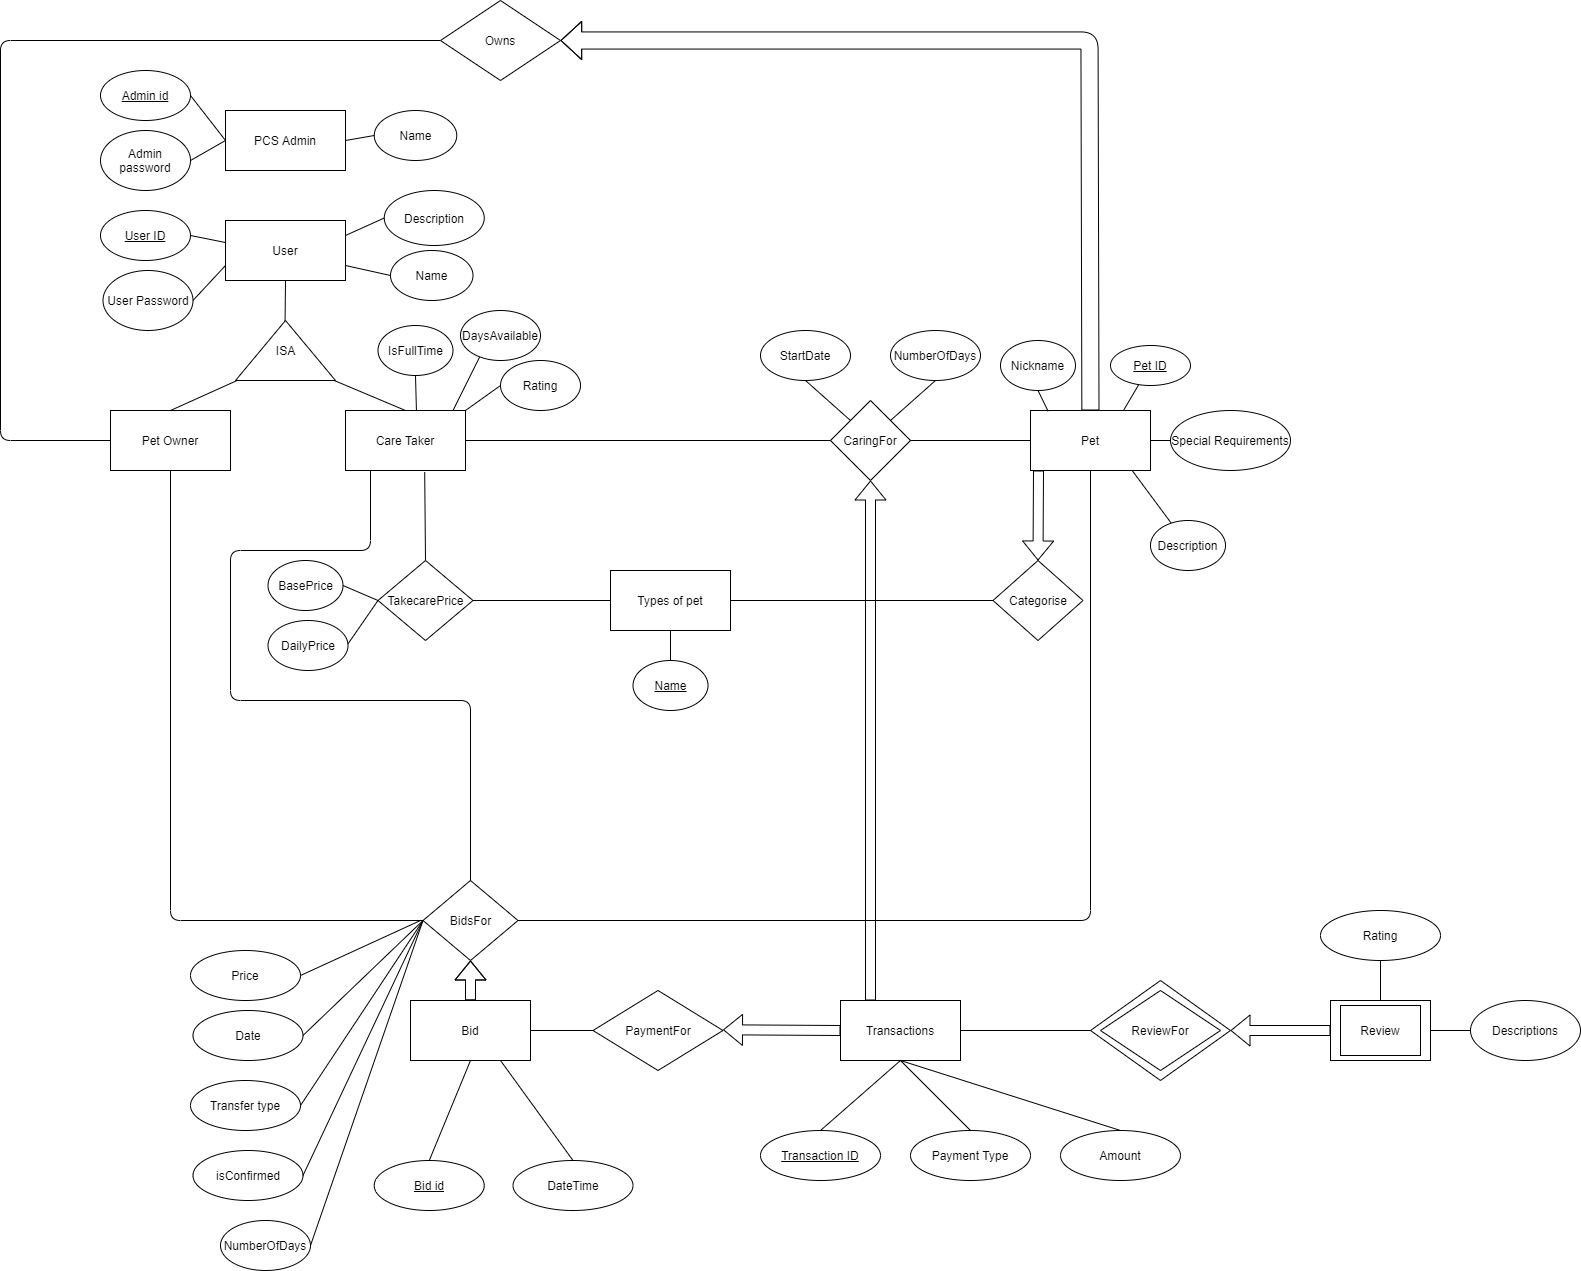 Owns
Admin id
PCS Admin
Name
Admin
password
User ID
User
Description
Name
User Password
ISA
IsFullTime
DaysAvailable
Rating
StartDate
NumberOfDays
Nickname
Pet ID
Pet Owner
Care Taker
CaringFor
Pet
Special Requirements
Description
BasePrice
TakecarePrice
Types of pet
Categorise
DailyPrice
Name
BidsFor
Price
Rating
Date
Bid
PaymentFor
Transactions
ReviewFor
Review
Descriptions
Transfer type
isConfirmed
Bid id
DateTime
Transaction ID
Payment Type
Amount
NumberOfDays